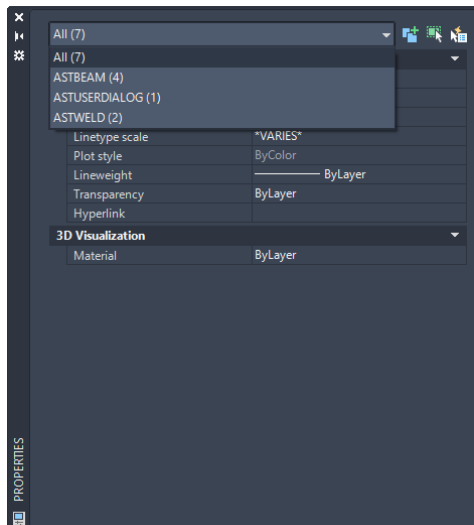 All (7)
All (7)
ASTBEAM (4)
ASTUSERDIALOG (1)
ASTWELD (2)
Linetype scale *VARIES*
Plot style ByColor
Lineweight ByLayer
Transparency ByLayer
Hyperlink
3D Visualization
Material ByLayer
PROPERTIES